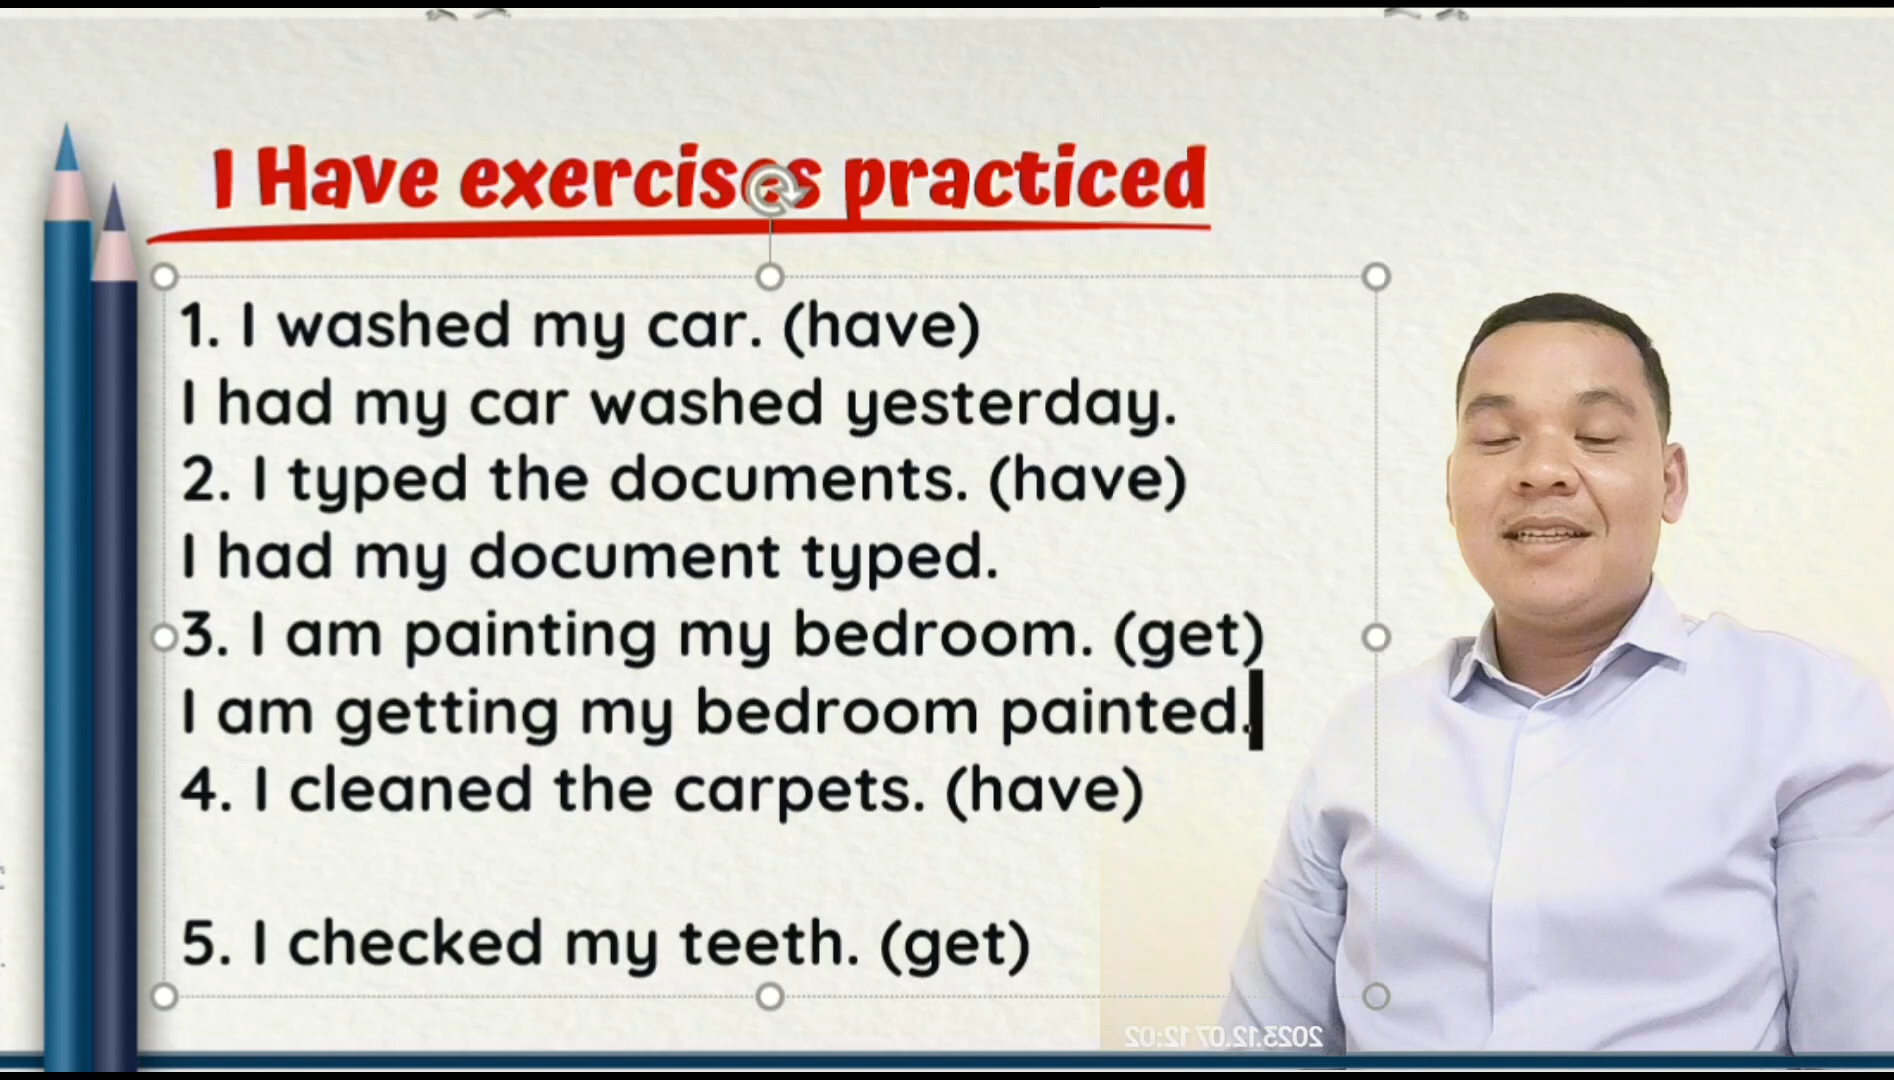 I Have exercises practiced
1. I washed my car. (have)
I had my car washed yesterday.
2. I typed the documents. (have)
I had my document typed.
3. I am painting my bedroom. (get)
I am getting my bedroom painted.
4. I cleaned the carpets. (have)
5. I checked my teeth. (get)
2023.12.07 12:02